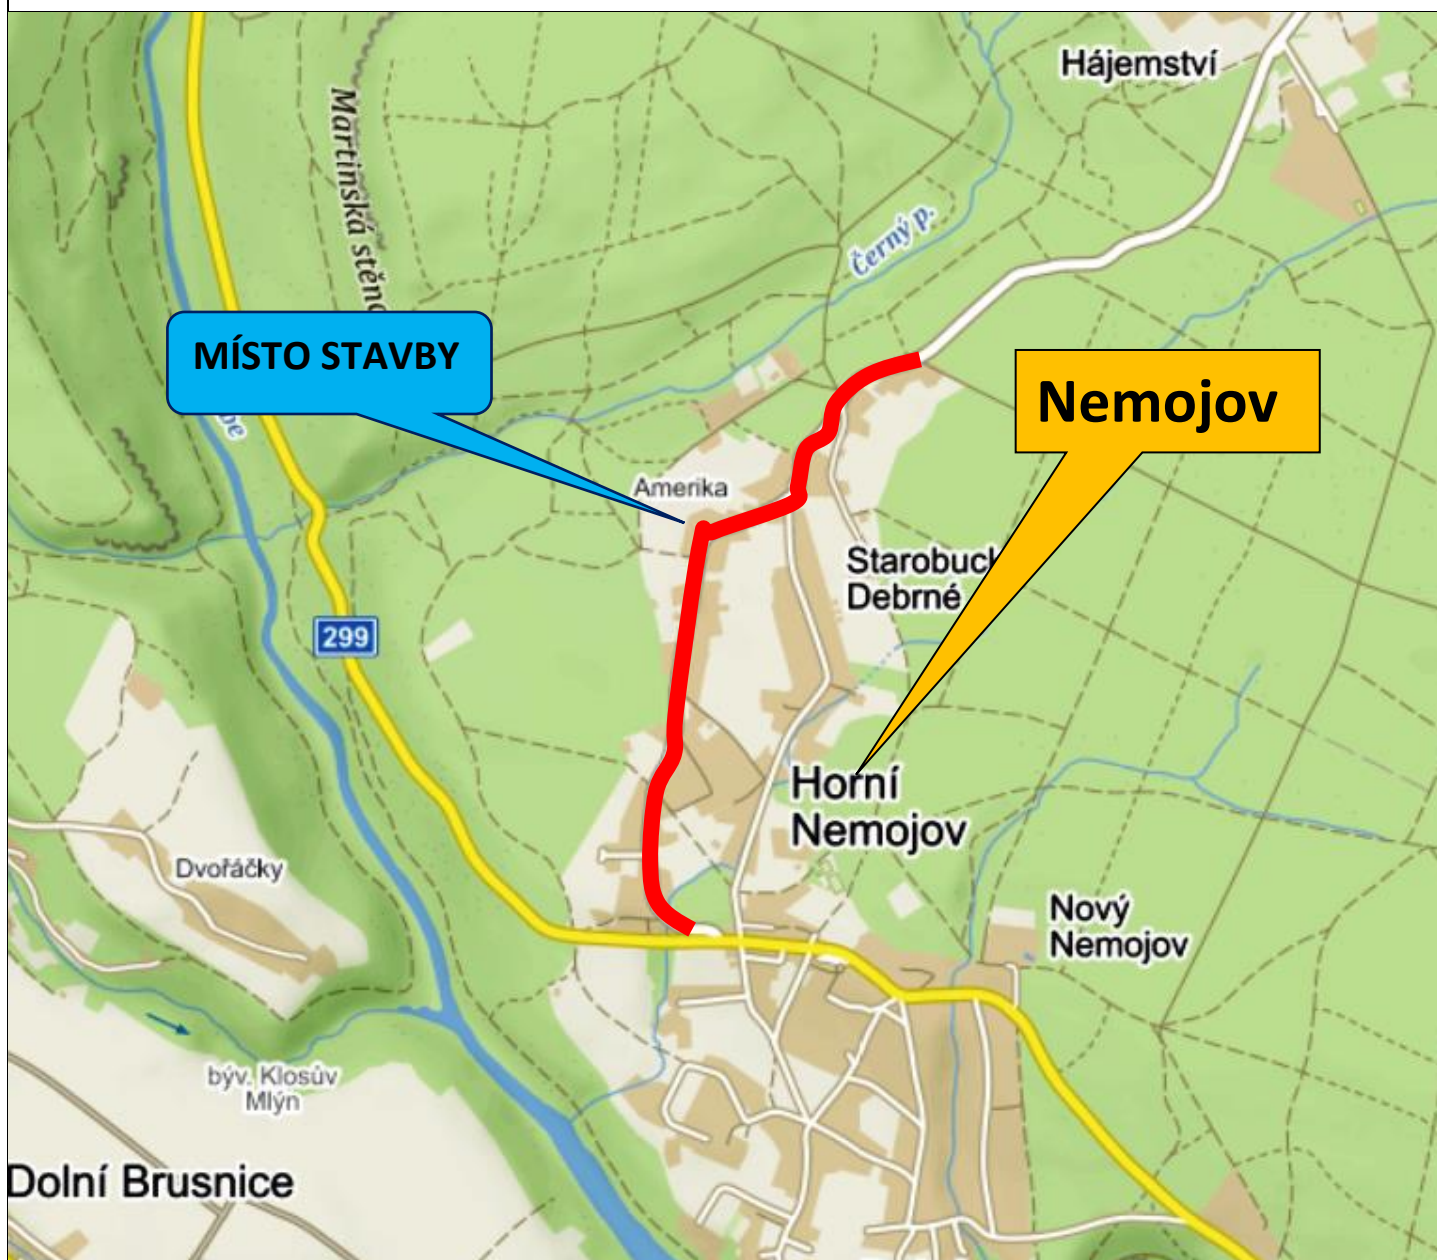 Hájemství
Martinská stěna
Černý p.
MÍSTO STAVBY
Nemojov
Amerika
Starobuck
Debrné
299
Horní
Nemojov
Dvořáčky
Nový
Nemojov
býv. Klosův
Mlýn
Dolní Brusnice